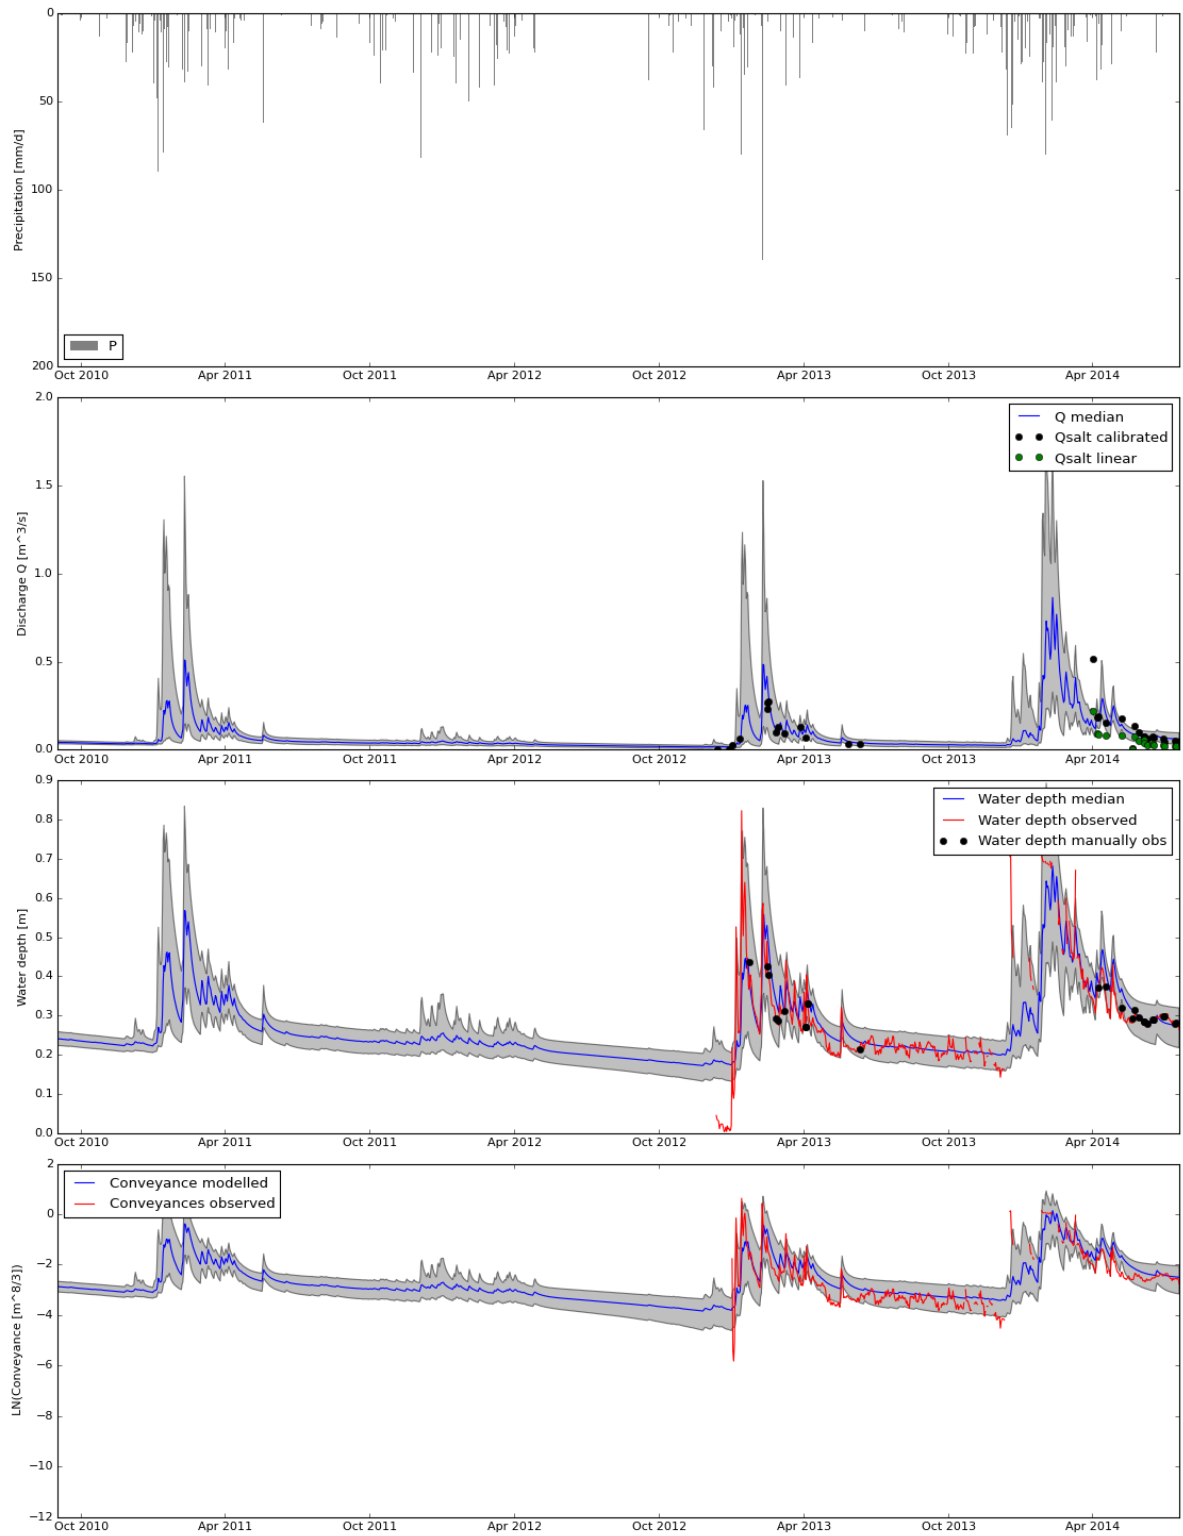 0
50
100
150
200
Precipitation [mm/d]
P
Oct 2010 Apr 2011 Oct 2011 Apr 2012 Oct 2012 Apr 2013 Oct 2013 Apr 2014
2.0
1.5
1.0
0.5
0.0
Discharge Q [m^3/s]
Q median
Qsalt calibrated
Qsalt linear
Oct 2010 Apr 2011 Oct 2011 Apr 2012 Oct 2012 Apr 2013 Oct 2013 Apr 2014
0.9
0.8
0.7
0.6
0.5
0.4
0.3
0.2
0.1
0.0
Water depth [m]
Water depth median
Water depth observed
Water depth manually obs
Oct 2010 Apr 2011 Oct 2011 Apr 2012 Oct 2012 Apr 2013 Oct 2013 Apr 2014
2
0
−2
−4
−6
−8
−10
−12
LN(Conveyance [m^8/3])
Conveyance modelled
Conveyances observed
Oct 2010 Apr 2011 Oct 2011 Apr 2012 Oct 2012 Apr 2013 Oct 2013 Apr 2014